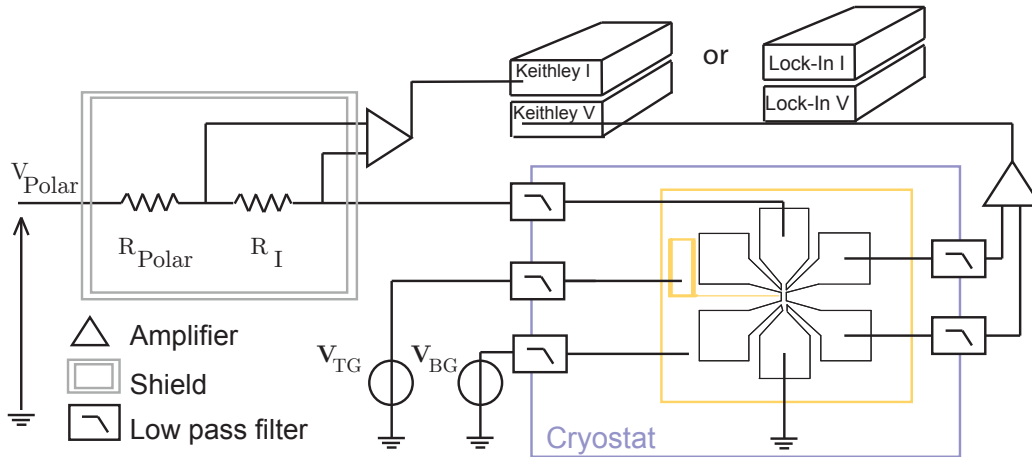 Keithley I
Keithley V
or
Lock-In I
Lock-In V
VPolar
RPolar
RI
Amplifier
Shield
Low pass filter
VTG
VBG
Cryostat